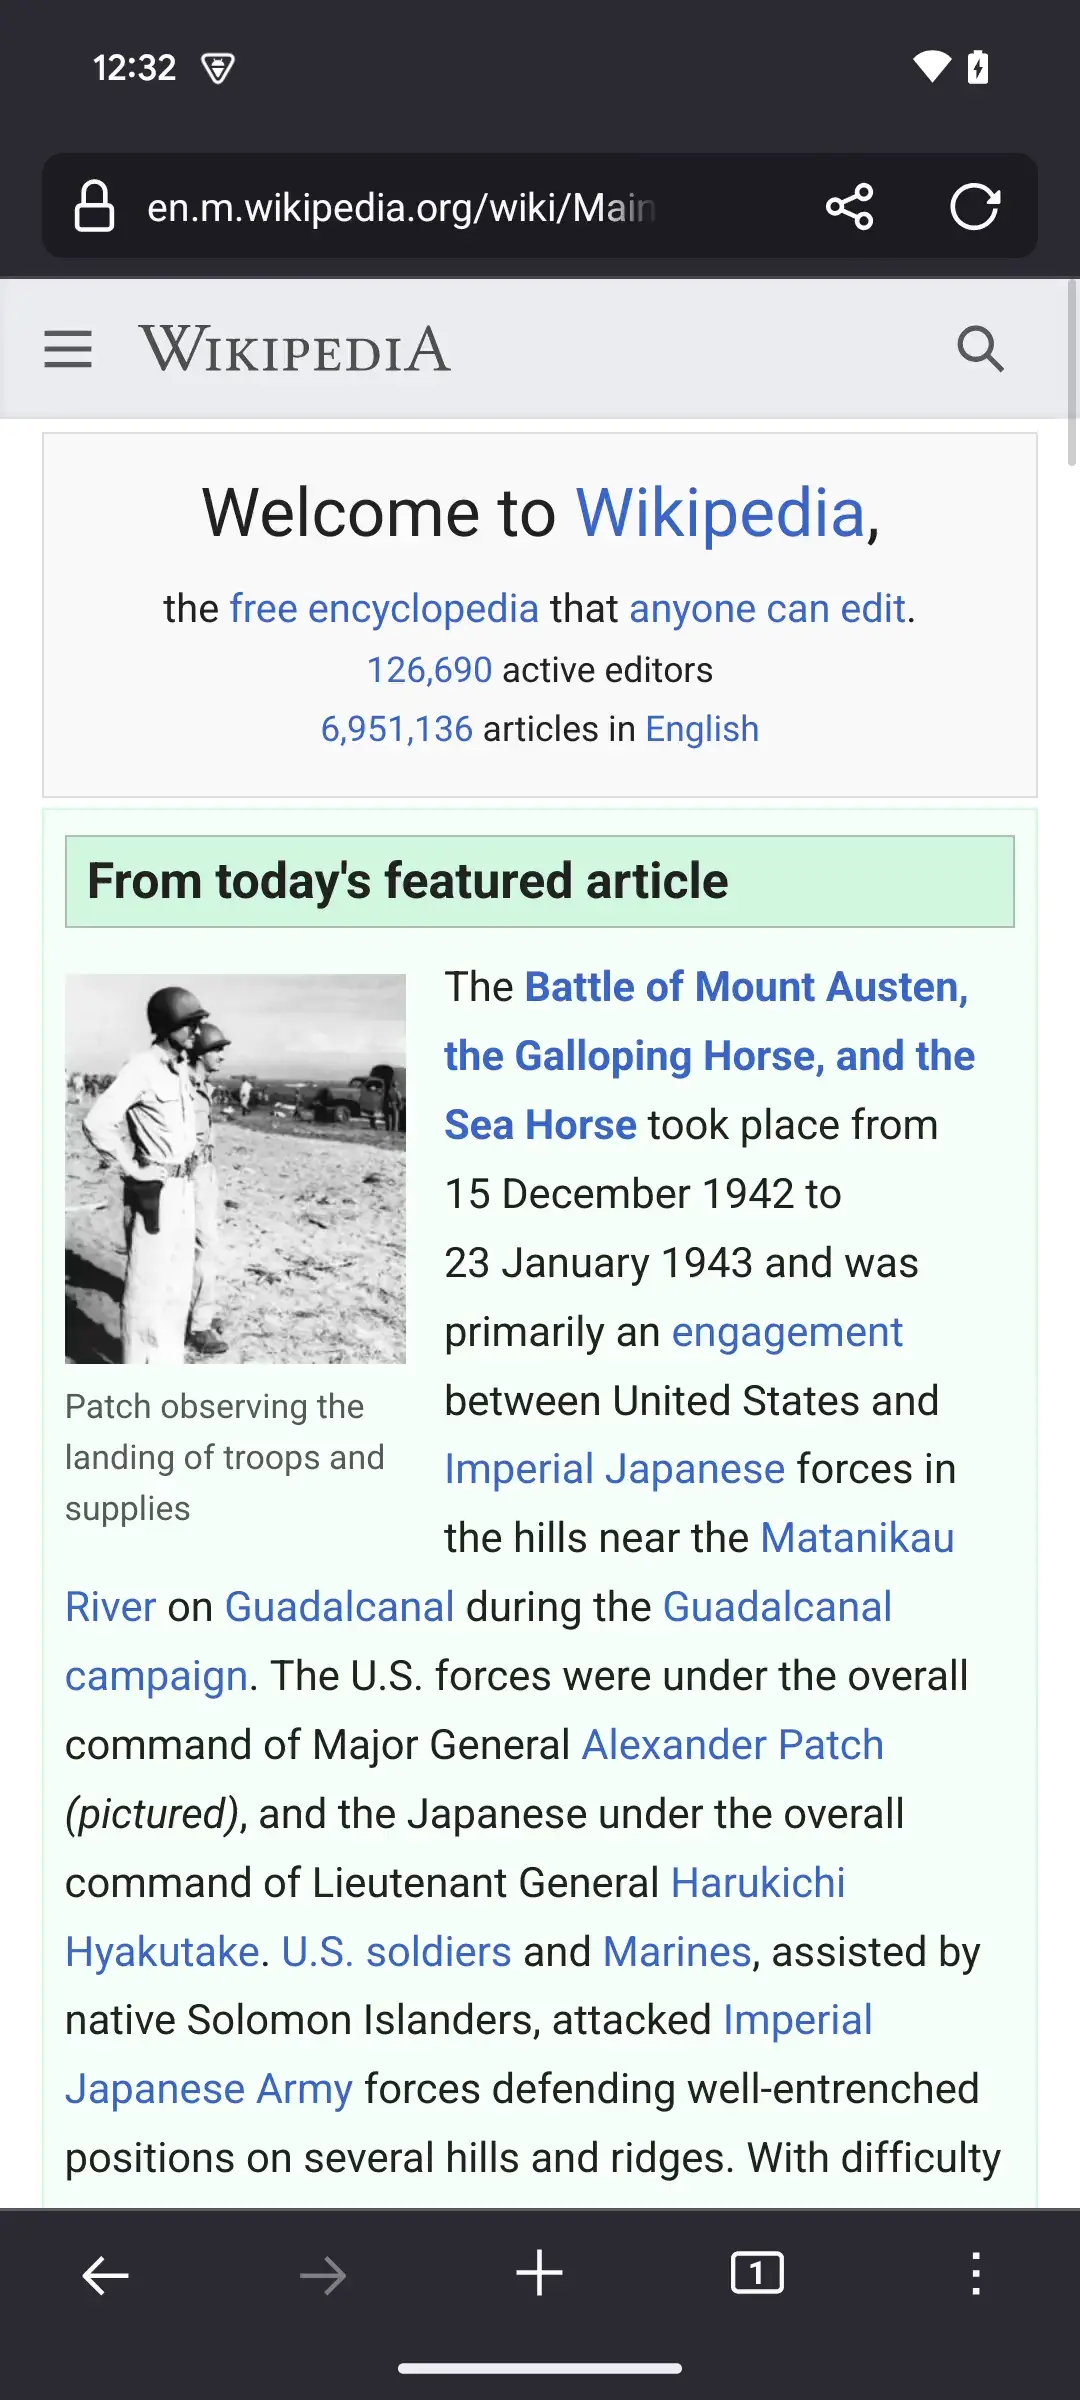 12:32
en.m.wikipedia.org/wiki/Main
WIKIPEDIA
Welcome to Wikipedia,
the free encyclopedia that anyone can edit.
126,690 active editors
6,951,136 articles in English
From today's featured article
The Battle of Mount Austen,
the Galloping Horse, and the
Sea Horse took place from
15 December 1942 to
23 January 1943 and was
primarily an engagement
between United States and
Imperial Japanese forces in
the hills near the Matanikau
Patch observing the
landing of troops and
supplies
River on Guadalcanal during the Guadalcanal
campaign. The U.S. forces were under the overall
command of Major General Alexander Patch
(pictured), and the Japanese under the overall
command of Lieutenant General Harukichi
Hyakutake. U.S. soldiers and Marines, assisted by
native Solomon Islanders, attacked Imperial
Japanese Army forces defending well-entrenched
positions on several hills and ridges. With difficulty
1